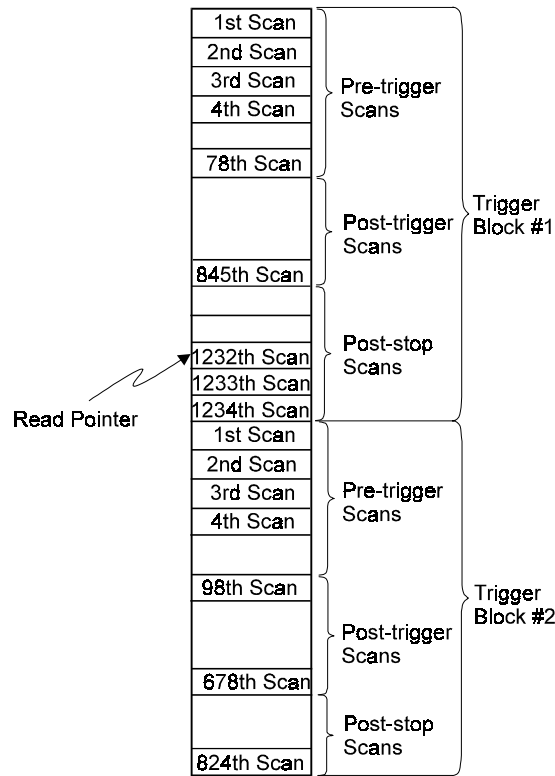 1st Scan
2nd Scan
3rd Scan
4th Scan
78th Scan
Pre-trigger
Scans
845th Scan
Post-trigger
Scans
Trigger
Block #1
1232th Scan
1233th Scan
1234th Scan
Post-stop
Scans
Read Pointer
1st Scan
2nd Scan
3rd Scan
4th Scan
Pre-trigger
Scans
98th Scan
678th Scan
Post-trigger
Scans
Trigger
Block #2
824th Scan
Post-stop
Scans